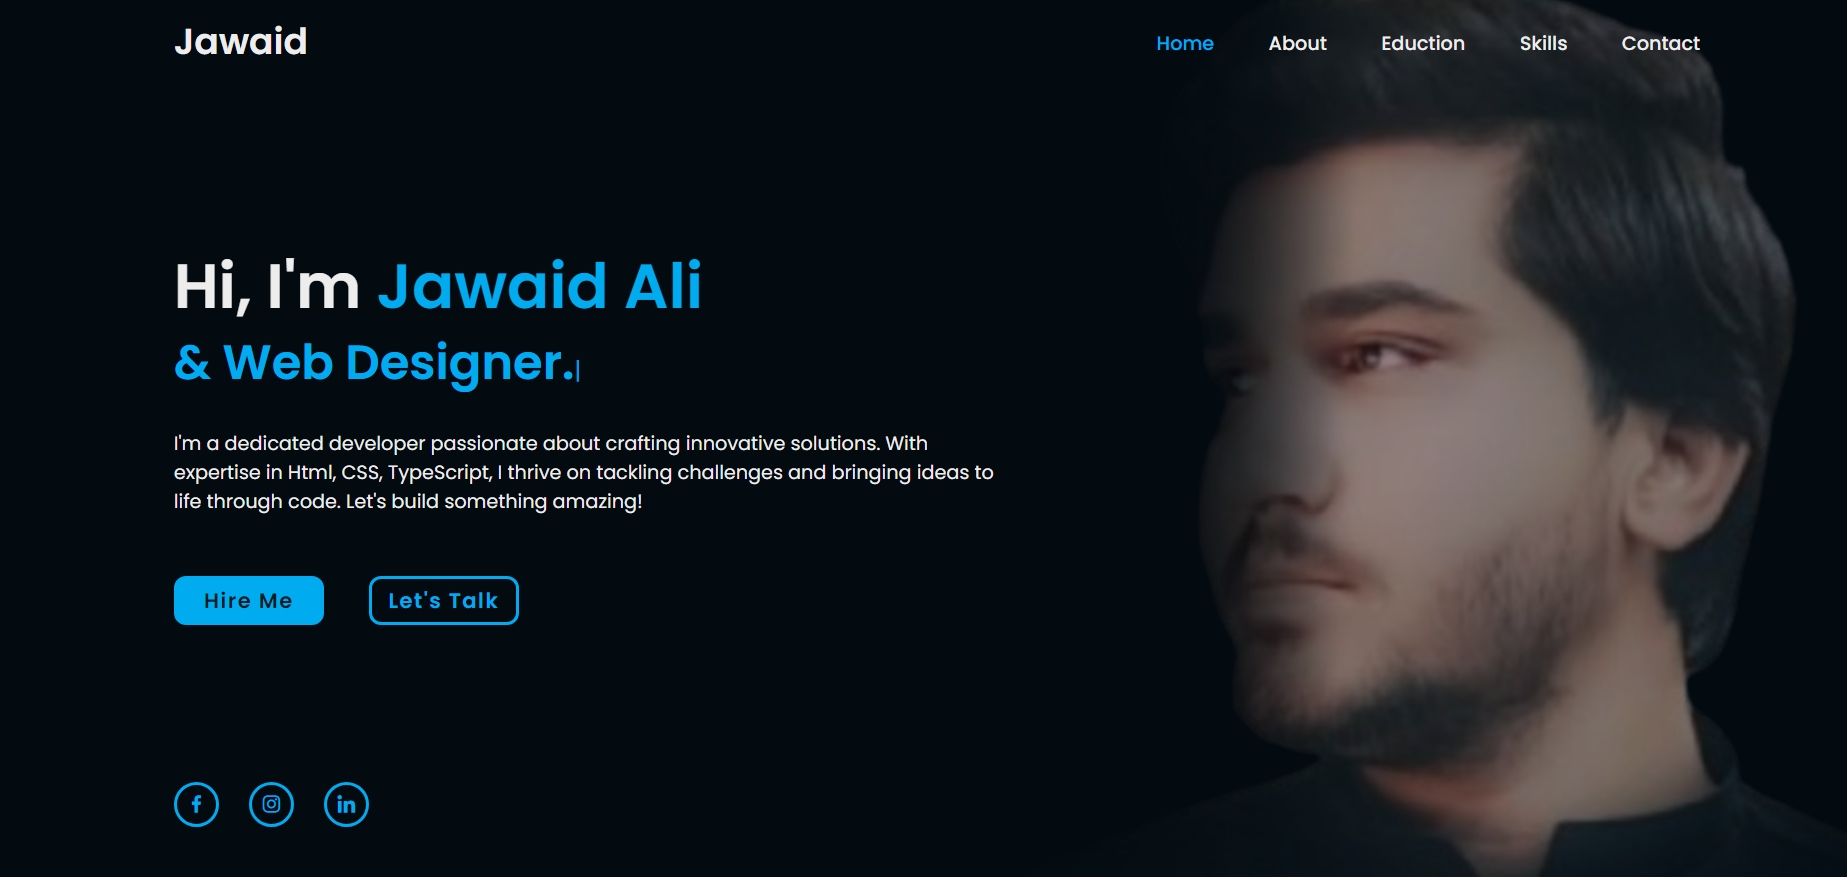 Jawaid
Home About Eduction Skills Contact
Hi, I'm Jawaid Ali
& Web Designer.|
I'm a dedicated developer passionate about crafting innovative solutions. With
expertise in Html, CSS, TypeScript, I thrive on tackling challenges and bringing ideas to
life through code. Let's build something amazing!
Hire Me Let's Talk